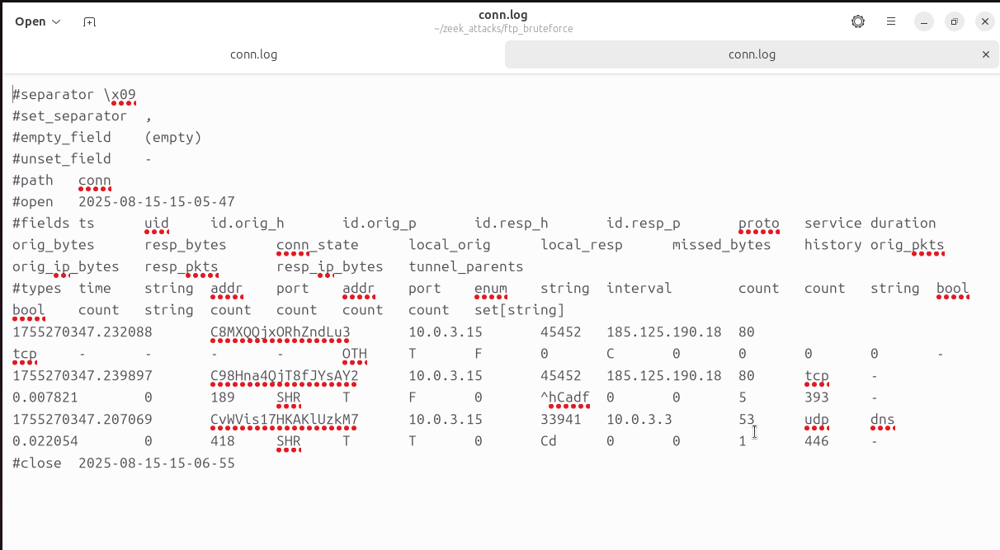 Open
conn.log
~/zeek_attacks/ftp_bruteforce
conn.log
conn.log
#separator \x09
#set_separator ,
#empty_field (empty)
#unset_field -
#path conn
#open 2025-08-15-15-05-47
#fields ts uid id.orig_h id.orig_p id.resp_h id.resp_p proto service duration
orig_bytes resp_bytes conn_state local_orig local_resp missed_bytes history orig_pkts
orig_ip_bytes resp_pkts resp_ip_bytes tunnel_parents
#types time string addr port addr port enum string interval count count string bool
bool count string count count count count set[string]
1755270347.232088 C8MXQQjxORhZndLu3 10.0.3.15 45452 185.125.190.18 80
tcp - - - - OTH T F 0 C 0 0 0 0 -
1755270347.239897 C98Hna4QjT8fJYsAY2 10.0.3.15 45452 185.125.190.18 80 tcp -
0.007821 0 189 SHR T F 0 ^hCadf 0 0 5 393 -
1755270347.207069 CvWVis17HKAKlUzkM7 10.0.3.15 33941 10.0.3.3 53 udp dns
0.022054 0 418 SHR T T 0 Cd 0 0 1 446 -
#close 2025-08-15-15-06-55